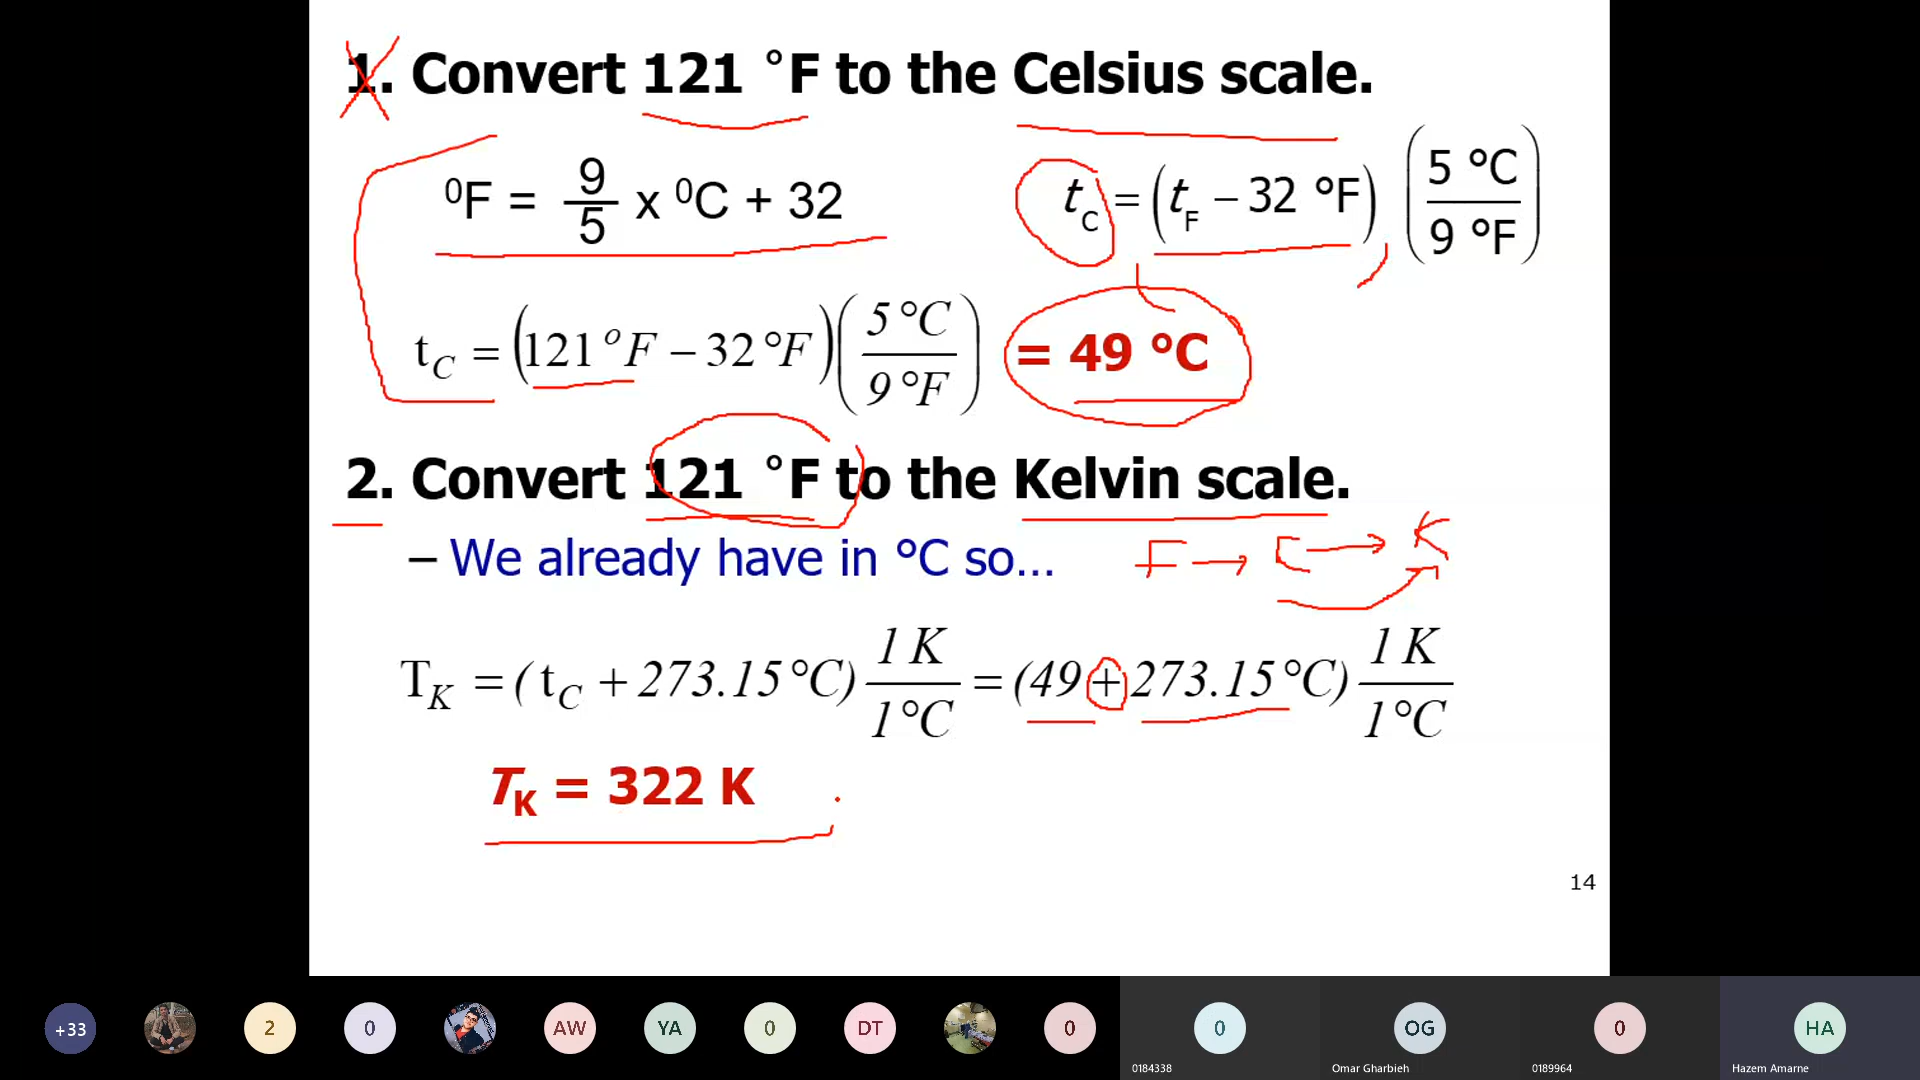 1. Convert 121 °F to the Celsius scale.
⁰F = 9/5 x ⁰C + 32
t_C = (t_F – 32 °F) (5 °C / 9 °F)
t_C = (121 °F – 32 °F) (5 °C / 9 °F) = 49 °C
2. Convert 121 °F to the Kelvin scale.
– We already have in °C so…
F → C → K
T_K = (t_C + 273.15 °C) 1 K / 1 °C = (49 + 273.15 °C) 1 K / 1 °C
T_K = 322 K
14
+33
2
0
AW
YA
0
DT
0
0
OG
0
HA
0184338
Omar Gharbieh
0189964
Hazem Amarne